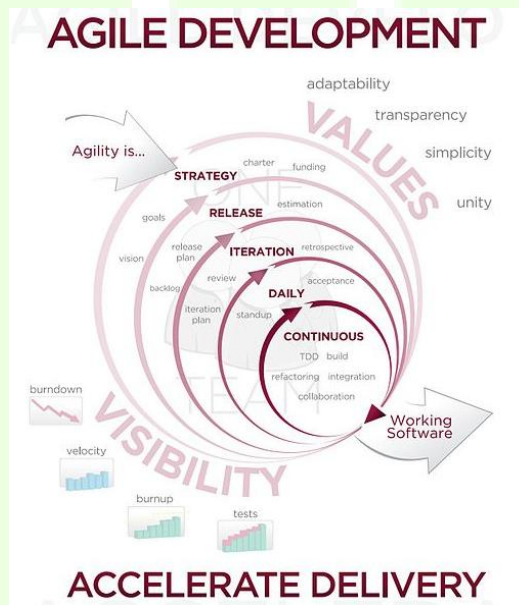 AGILE DEVELOPMENT
adaptability
transparency
simplicity
unity
VALUES
Agility is...
STRATEGY
charter
funding
goals
vision
RELEASE
estimation
release
plan
backlog
ITERATION
retrospective
review
iteration
plan
DAILY
acceptance
standup
CONTINUOUS
TDD build
refactoring integration
collaboration
ONE
TEAM
Working
Software
VISIBILITY
burndown
velocity
burnup
tests
ACCELERATE DELIVERY